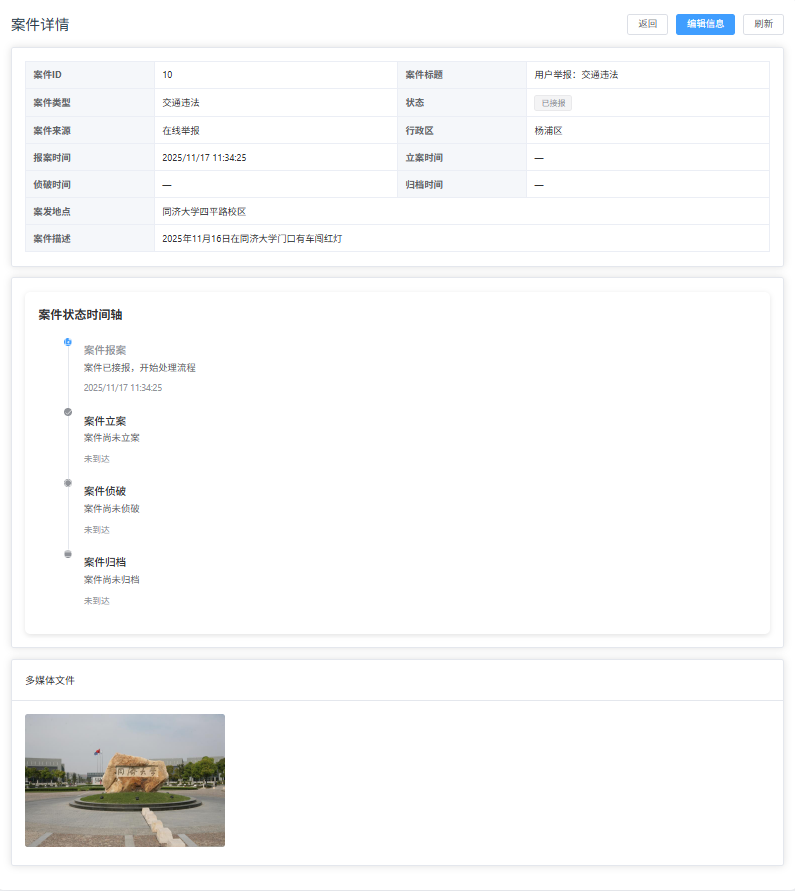 案件详情
返回
编辑信息
刷新
案件ID 10 案件标题 用户举报：交通违法
案件类型 交通违法 状态 已接报
案件来源 在线举报 行政区 杨浦区
报案时间 2025/11/17 11:34:25 立案时间 —
侦破时间 — 归档时间 —
案发地点 同济大学四平路校区
案件描述 2025年11月16日在同济大学门口有车闯红灯
案件状态时间轴
案件报案
案件已接报，开始处理流程
2025/11/17 11:34:25
案件立案
案件尚未立案
未到达
案件侦破
案件尚未侦破
未到达
案件归档
案件尚未归档
未到达
多媒体文件
同济大学